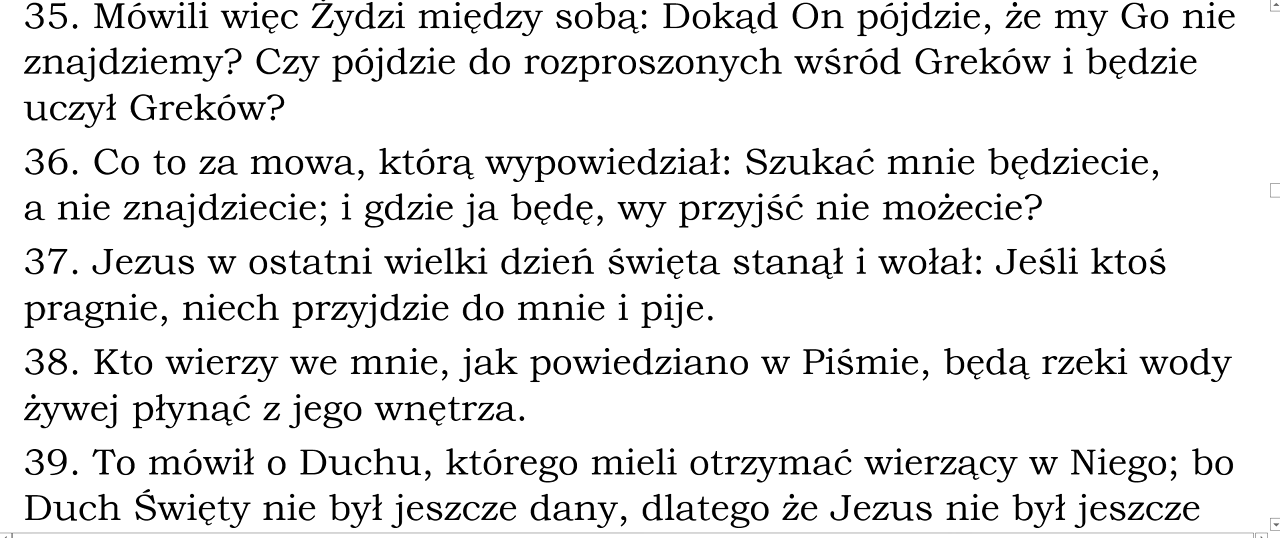 35. Mówili więc Żydzi między sobą: Dokąd On pójdzie, że my Go nie
znajdziemy? Czy pójdzie do rozproszonych wśród Greków i będzie
uczył Greków?
36. Co to za mowa, którą wypowiedział: Szukać mnie będziecie,
a nie znajdziecie; i gdzie ja będę, wy przyjść nie możecie?
37. Jezus w ostatni wielki dzień święta stanął i wołał: Jeśli ktoś
pragnie, niech przyjdzie do mnie i pije.
38. Kto wierzy we mnie, jak powiedziano w Piśmie, będą rzeki wody
żywej płynąć z jego wnętrza.
39. To mówił o Duchu, którego mieli otrzymać wierzący w Niego; bo
Duch Święty nie był jeszcze dany, dlatego że Jezus nie był jeszcze